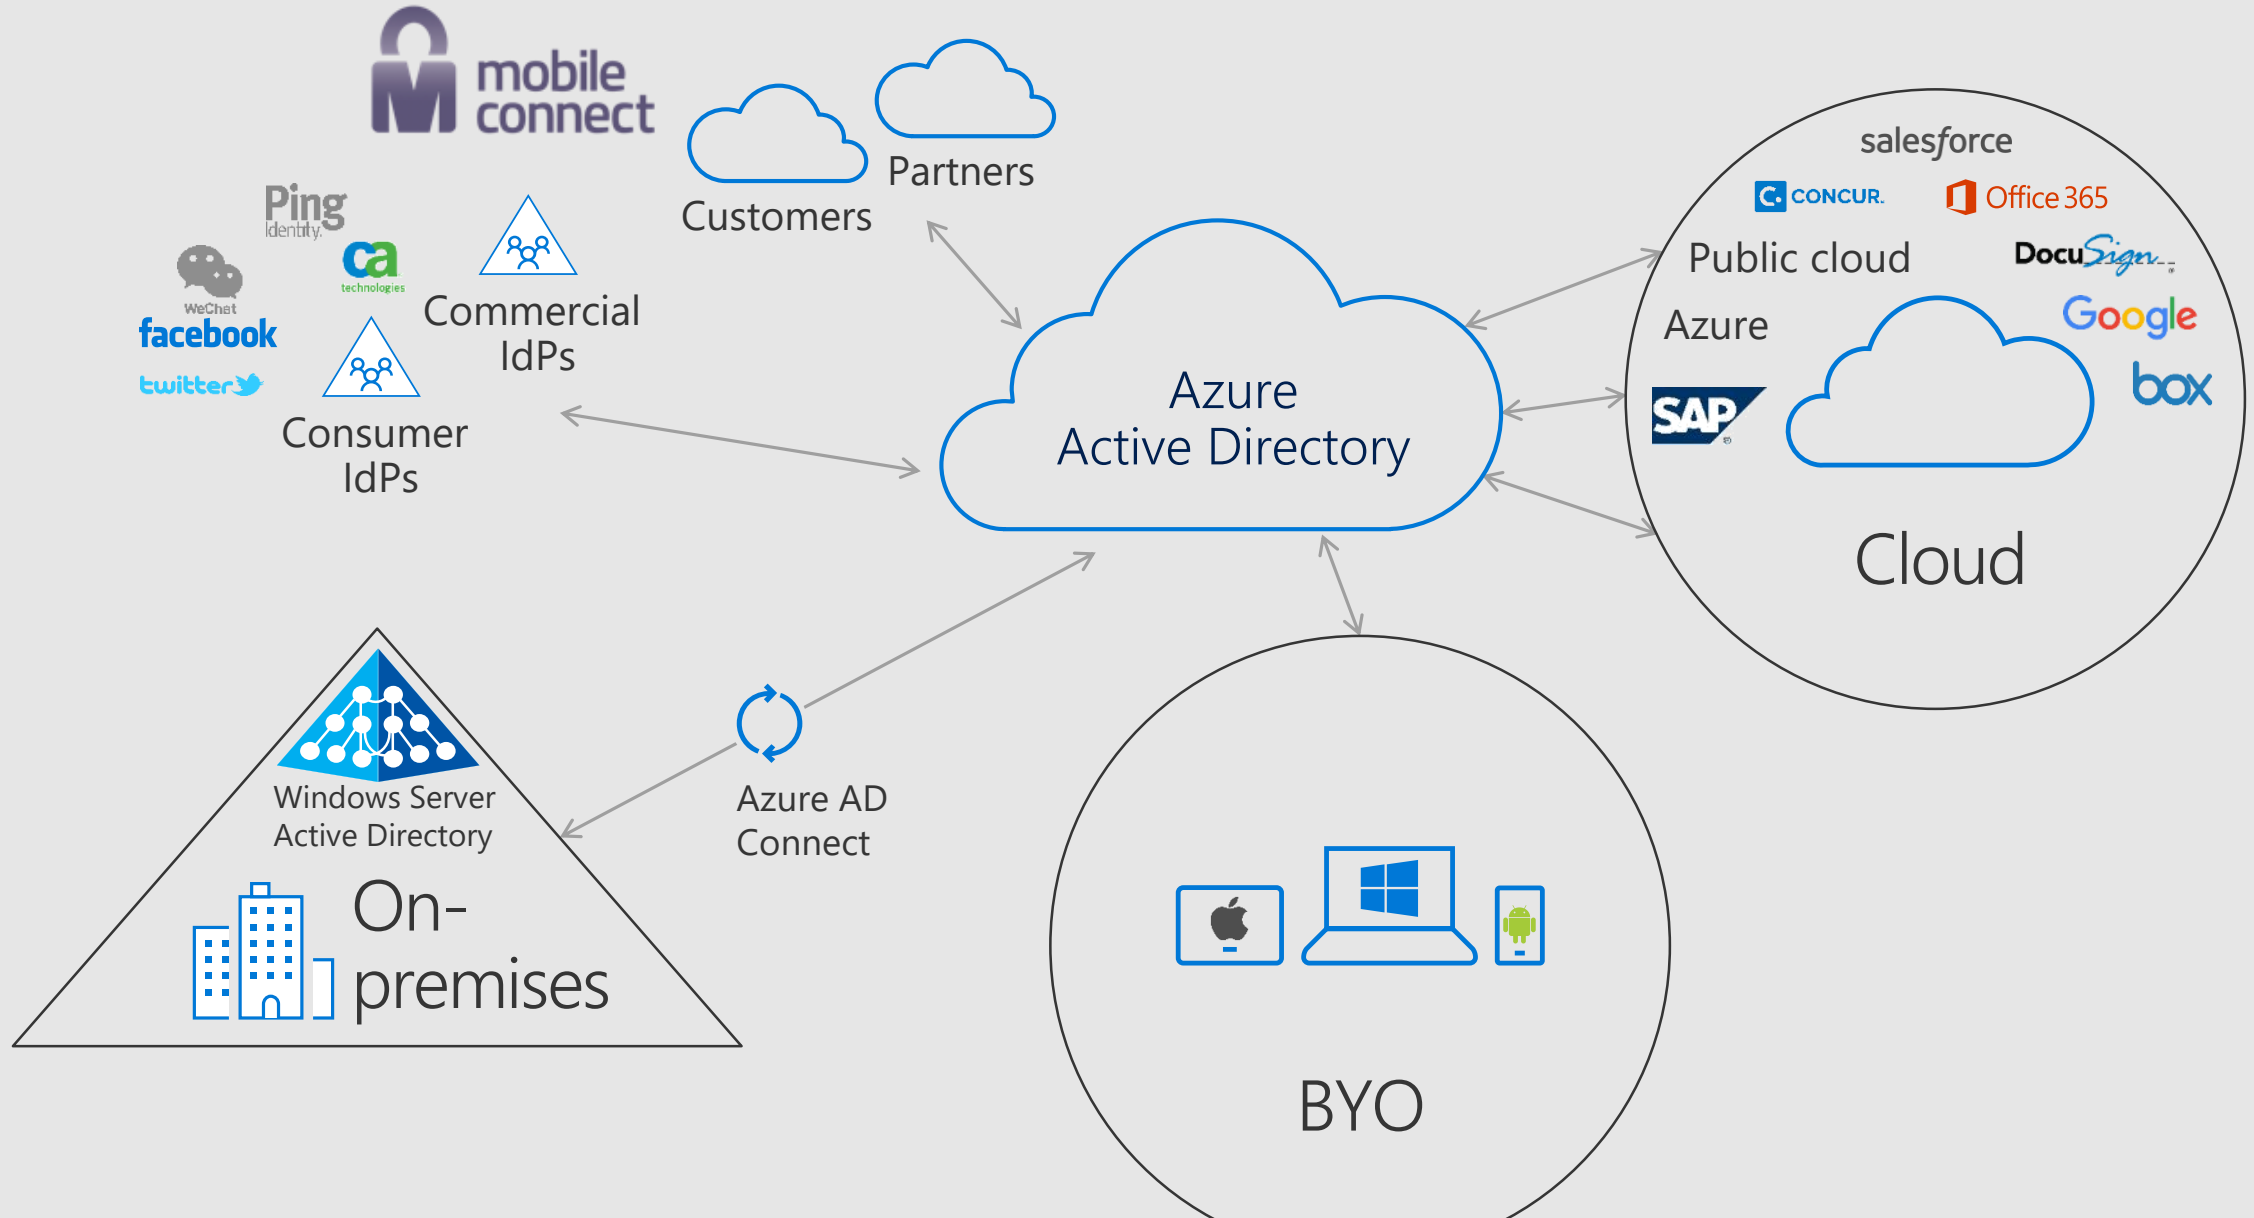 mobile
connect
Partners
Customers
Ping
Identity.
ca
technologies
WeChat
facebook
twitter
Commercial
IdPs
Consumer
IdPs
Azure
Active Directory
salesforce
C. CONCUR.
Office 365
Public cloud
DocuSign
Azure
Google
SAP
box
Cloud
Windows Server
Active Directory
On-
premises
Azure AD
Connect
BYO